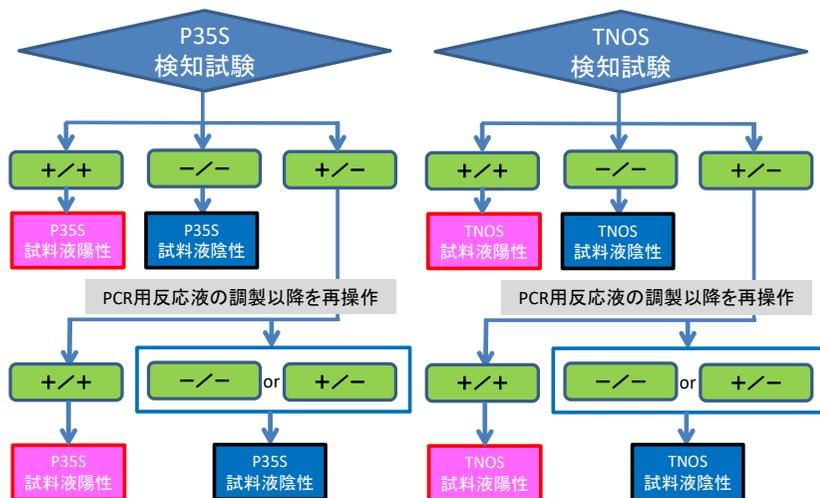 P35S
検知試験
+/+
−/−
+/−
P35S
試料液陽性
P35S
試料液陰性
PCR用反応液の調製以降を再操作
+/+
−/−
or
+/−
P35S
試料液陽性
P35S
試料液陰性
TNOS
検知試験
+/+
−/−
+/−
TNOS
試料液陽性
TNOS
試料液陰性
PCR用反応液の調製以降を再操作
+/+
−/−
or
+/−
TNOS
試料液陽性
TNOS
試料液陰性